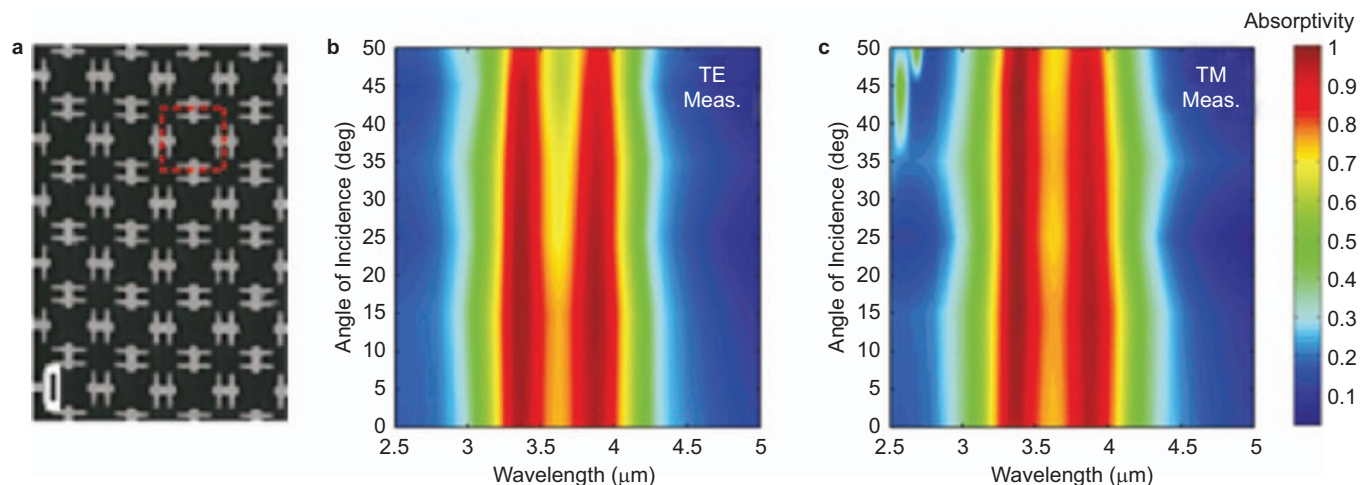 a
b
c
Absorptivity
50
45
40
35
30
25
20
15
10
5
0
Angle of Incidence (deg)
TE
Meas.
2.5 3 3.5 4 4.5 5
Wavelength (μm)
50
45
40
35
30
25
20
15
10
5
0
Angle of Incidence (deg)
TM
Meas.
2.5 3 3.5 4 4.5 5
Wavelength (μm)
1
0.9
0.8
0.7
0.6
0.5
0.4
0.3
0.2
0.1